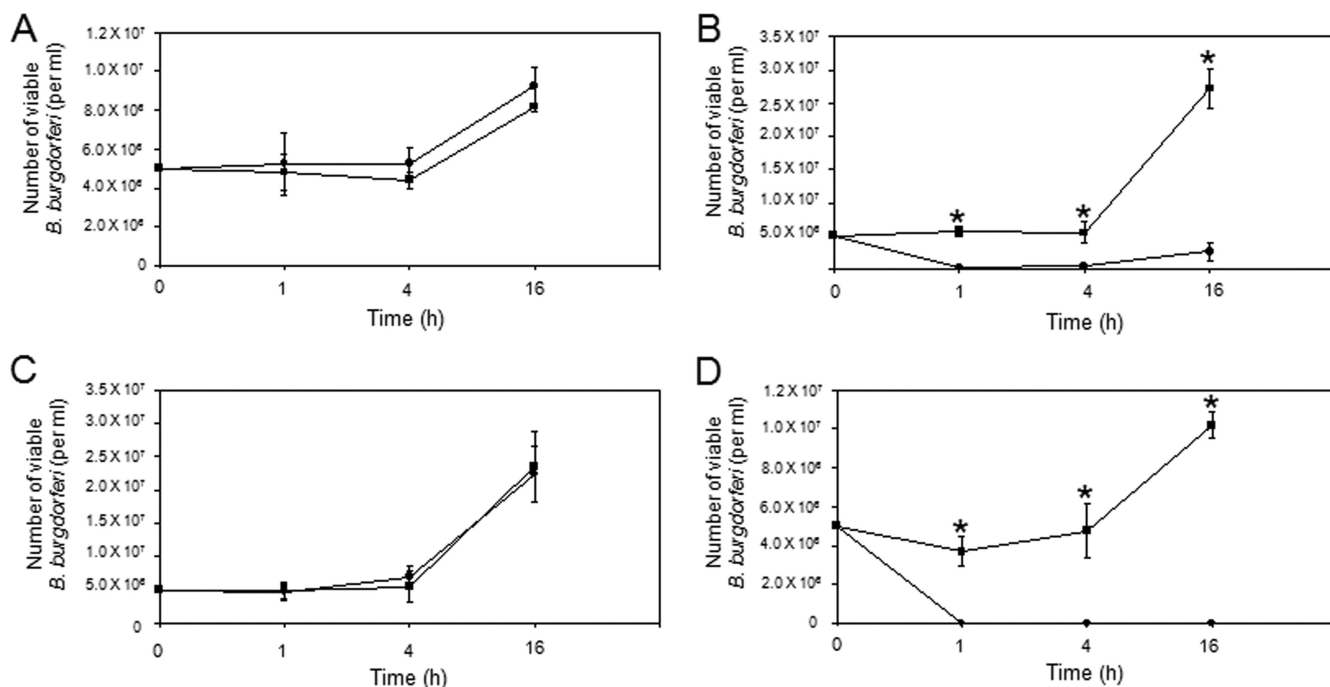 A
Number of viable
B. burgdorferi (per ml)
1.2 X 10⁷
1.0 X 10⁷
8.0 X 10⁶
6.0 X 10⁶
4.0 X 10⁶
2.0 X 10⁶
0
0 1 4 16
Time (h)
B
Number of viable
B. burgdorferi (per ml)
3.5 X 10⁷
3.0 X 10⁷
2.5 X 10⁷
2.0 X 10⁷
1.5 X 10⁷
1.0 X 10⁷
5.0 X 10⁶
0
* * *
0 1 4 16
Time (h)
C
Number of viable
B. burgdorferi (per ml)
3.5 X 10⁷
3.0 X 10⁷
2.5 X 10⁷
2.0 X 10⁷
1.5 X 10⁷
1.0 X 10⁷
5.0 X 10⁶
0
0 1 4 16
Time (h)
D
Number of viable
B. burgdorferi (per ml)
1.2 X 10⁷
1.0 X 10⁷
8.0 X 10⁶
6.0 X 10⁶
4.0 X 10⁶
2.0 X 10⁶
0
* * *
0 1 4 16
Time (h)